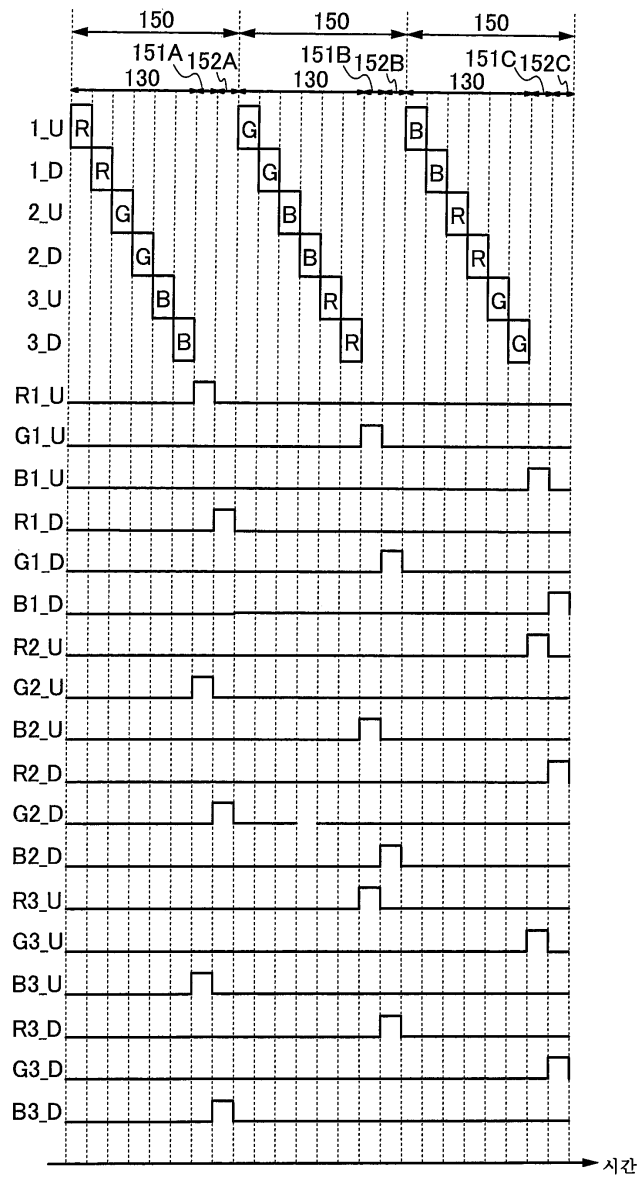 150 150 150
151A 152A 151B 152B 151C 152C
130 130 130
1_U R G B
1_D R G B
2_U G B R
2_D G B R
3_U B R G
3_D B R G
R1_U
G1_U
B1_U
R1_D
G1_D
B1_D
R2_U
G2_U
B2_U
R2_D
G2_D
B2_D
R3_U
G3_U
B3_U
R3_D
G3_D
B3_D
시간